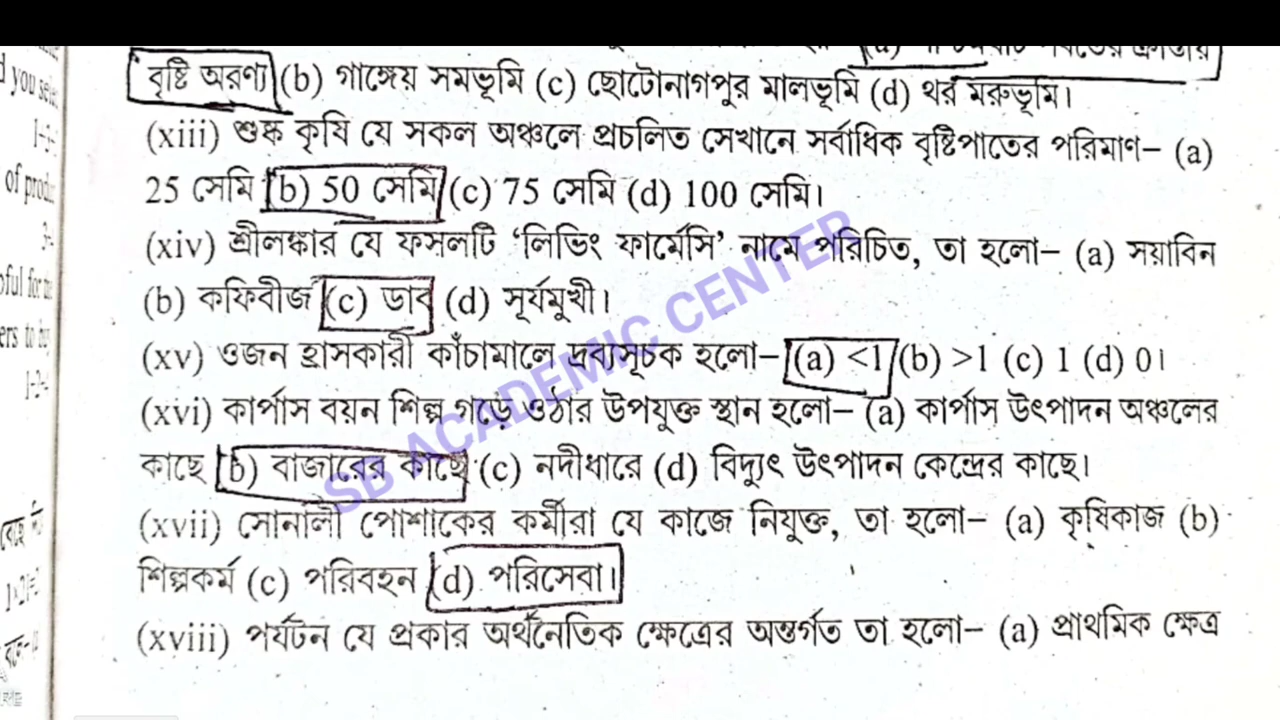 বৃষ্টি অরণ্য (b) গাঙ্গেয় সমভূমি (c) ছোটোনাগপুর মালভূমি (d) থর মরুভূমি।
(xiii) শুষ্ক কৃষি যে সকল অঞ্চলে প্রচলিত সেখানে সর্বাধিক বৃষ্টিপাতের পরিমাণ– (a)
25 সেমি (b) 50 সেমি (c) 75 সেমি (d) 100 সেমি।
(xiv) শ্রীলঙ্কার যে ফসলটি ‘লিভিং ফার্মেসি’ নামে পরিচিত, তা হলো– (a) সয়াবিন
(b) কফিবীজ (c) ডাব (d) সূর্যমুখী।
(xv) ওজন হ্রাসকারী কাঁচামালে দ্রব্যসূচক হলো– (a) <1 (b) >1 (c) 1 (d) 0।
(xvi) কার্পাস বয়ন শিল্প গড়ে ওঠার উপযুক্ত স্থান হলো– (a) কার্পাস উৎপাদন অঞ্চলের
কাছে (b) বাজারের কাছে (c) নদীধারে (d) বিদ্যুৎ উৎপাদন কেন্দ্রের কাছে।
(xvii) সোনালী পোশাকের কর্মীরা যে কাজে নিযুক্ত, তা হলো– (a) কৃষিকাজ (b)
শিল্পকর্ম (c) পরিবহন (d) পরিসেবা।
(xviii) পর্যটন যে প্রকার অর্থনৈতিক ক্ষেত্রের অন্তর্গত তা হলো– (a) প্রাথমিক ক্ষেত্র
SB ACADEMIC CENTER
d you
of